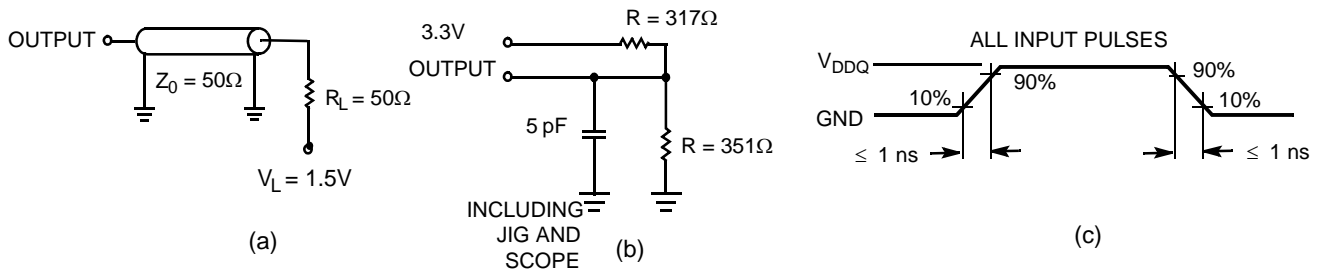 OUTPUT
Z0 = 50Ω
RL = 50Ω
VL = 1.5V
(a)
R = 317Ω
3.3V
OUTPUT
5 pF
R = 351Ω
INCLUDING
JIG AND
SCOPE
(b)
ALL INPUT PULSES
VDDQ
90%
90%
10%
10%
GND
≤ 1 ns
≤ 1 ns
(c)